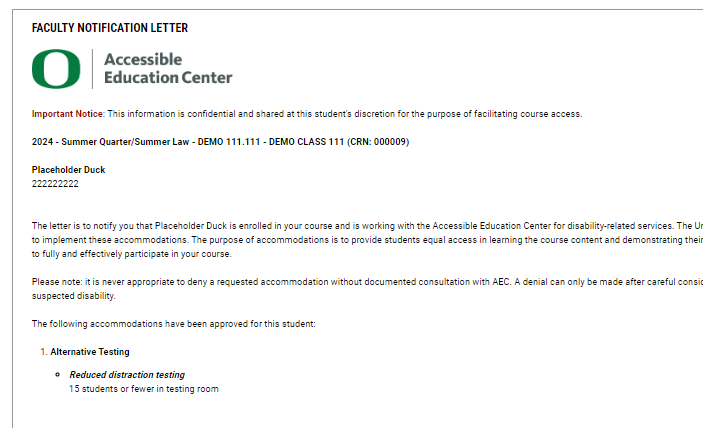 FACULTY NOTIFICATION LETTER
O
Accessible
Education Center
Important Notice: This information is confidential and shared at this student's discretion for the purpose of facilitating course access.
2024 - Summer Quarter/Summer Law - DEMO 111.111 - DEMO CLASS 111 (CRN: 000009)
Placeholder Duck
222222222
The letter is to notify you that Placeholder Duck is enrolled in your course and is working with the Accessible Education Center for disability-related services. The
to implement these accommodations. The purpose of accommodations is to provide students equal access in learning the course content and demonstrating their
to fully and effectively participate in your course.
Please note: it is never appropriate to deny a requested accommodation without documented consultation with AEC. A denial can only be made after careful
suspected disability.
The following accommodations have been approved for this student:
1. Alternative Testing
Reduced distraction testing
15 students or fewer in testing room